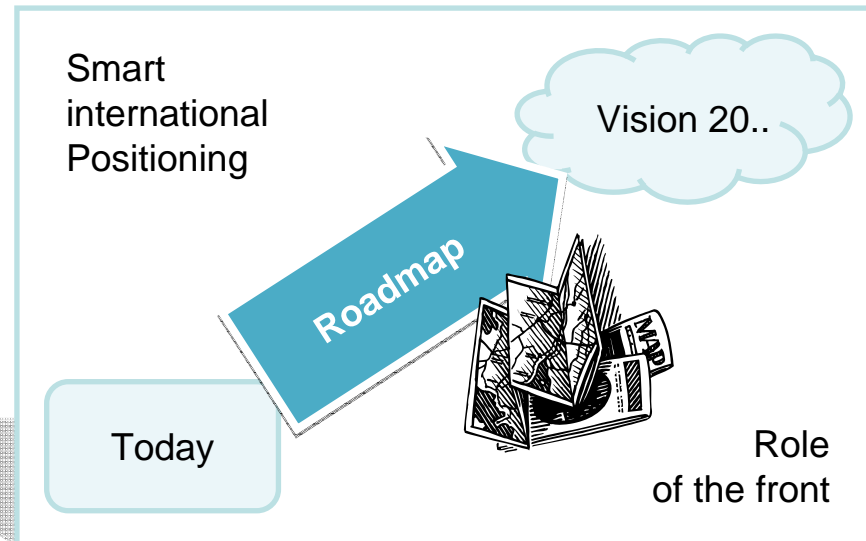 Smart
international
Positioning
Vision 20..
Roadmap
MAP
Today
Role
of the front